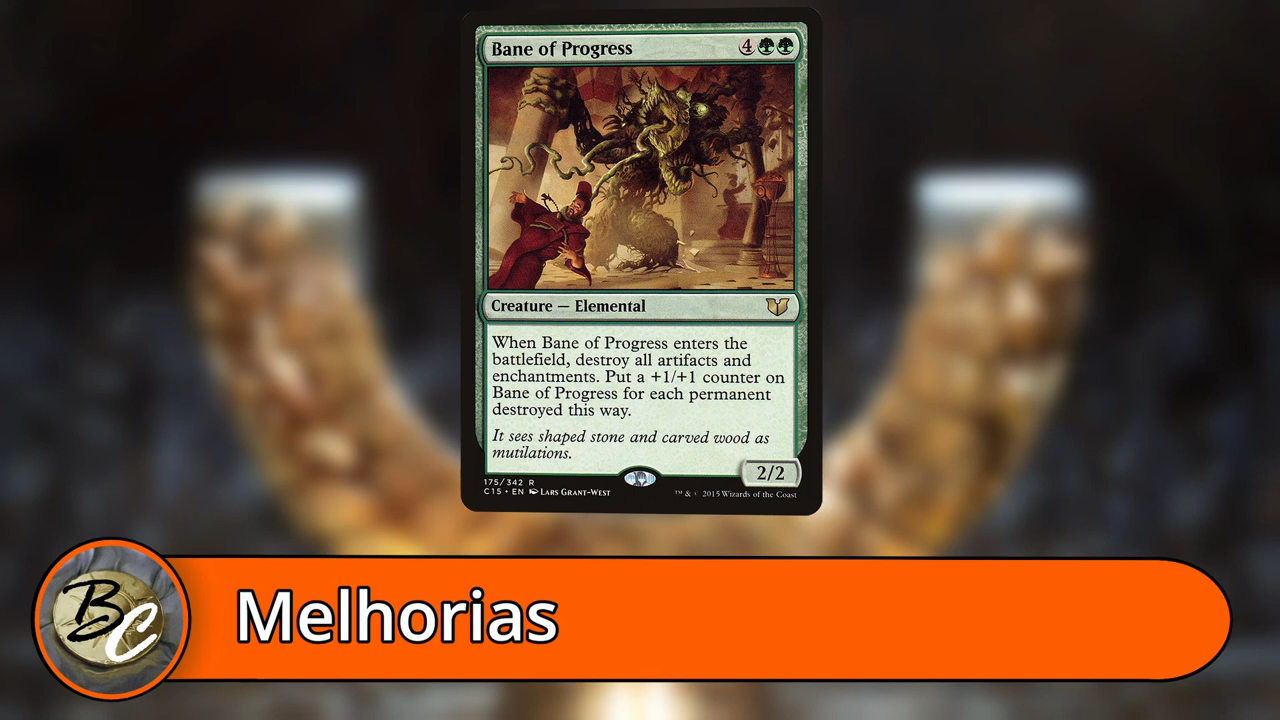 Bane of Progress 4
Creature — Elemental
When Bane of Progress enters the
battlefield, destroy all artifacts and
enchantments. Put a +1/+1 counter on
Bane of Progress for each permanent
destroyed this way.
It sees shaped stone and carved wood as
mutilations.
2/2
175/342 R
C15 • EN Lars Grant-West
™ & © 2015 Wizards of the Coast
BC
Melhorias